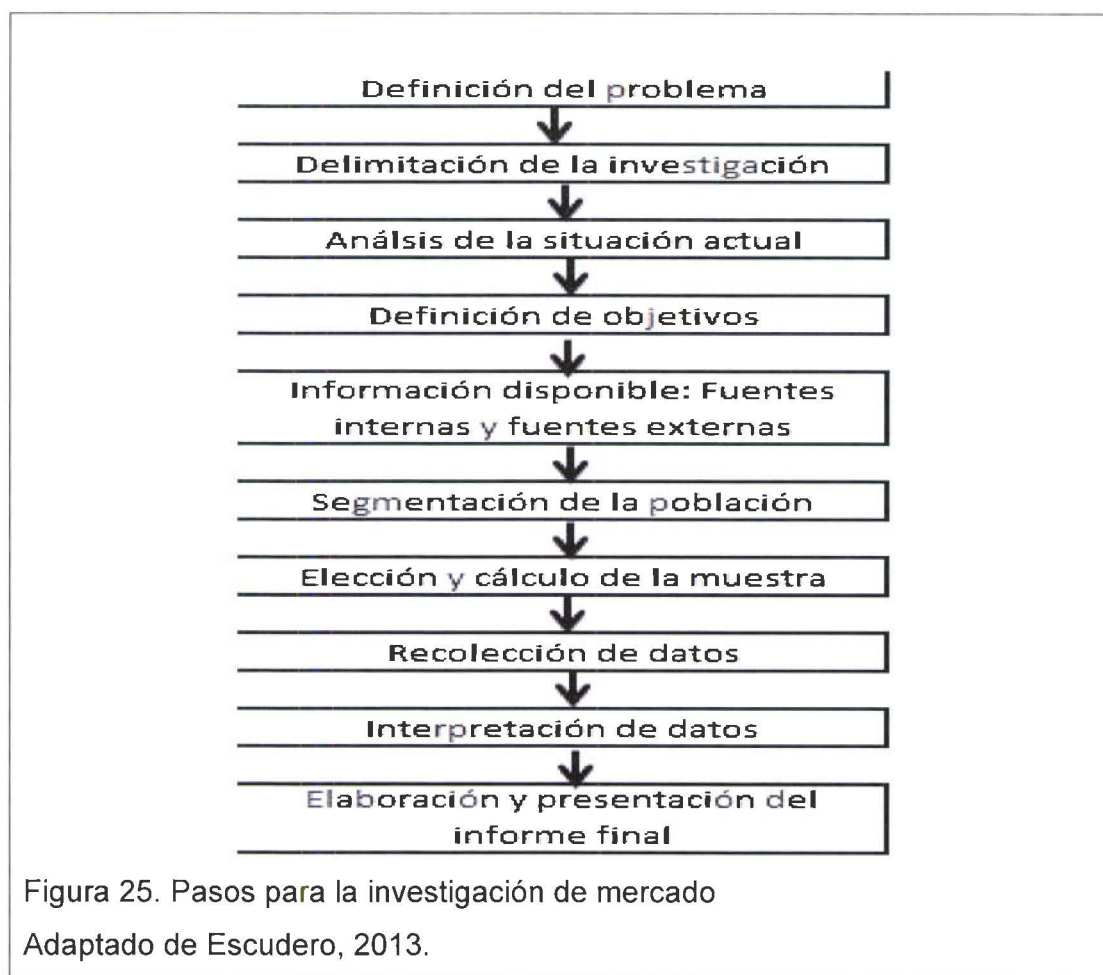 Definición del problema
Delimitación de la investigación
Análsis de la situación actual
Definición de objetivos
Información disponible: Fuentes
internas y fuentes externas
Segmentación de la población
Elección y cálculo de la muestra
Recolección de datos
Interpretación de datos
Elaboración y presentación del
informe final
Figura 25. Pasos para la investigación de mercado
Adaptado de Escudero, 2013.